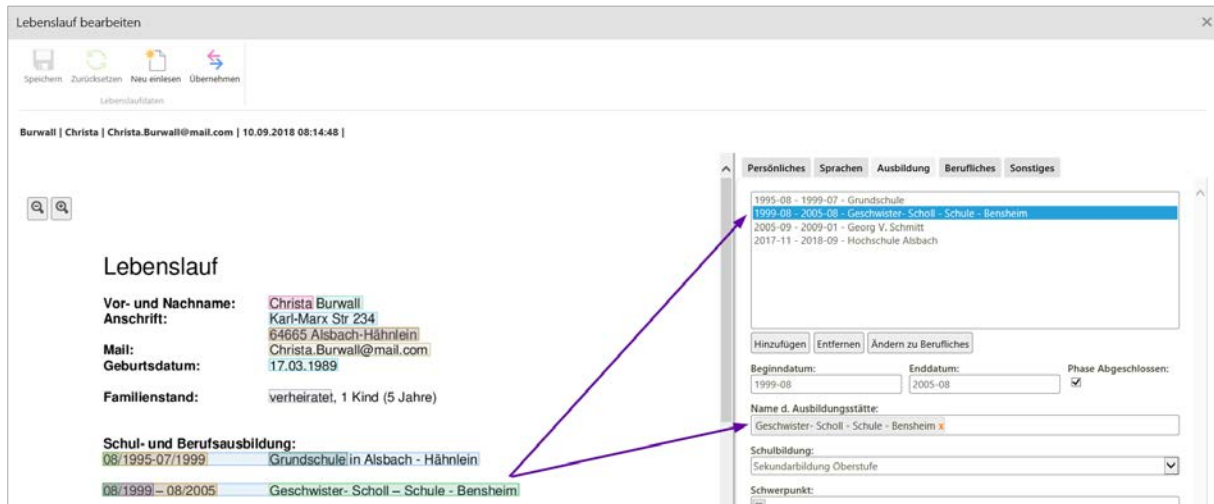 Lebenslauf bearbeiten
Speichern Zurücksetzen Neu einlesen Übernehmen
Lebenslaufdaten
Burwall | Christa | Christa.Burwall@mail.com | 10.09.2018 08:14:48 |
Lebenslauf
Vor- und Nachname: Christa Burwall
Anschrift: Karl-Marx Str 234
64665 Alsbach-Hähnlein
Mail: Christa.Burwall@mail.com
Geburtsdatum: 17.03.1989
Familienstand: verheiratet, 1 Kind (5 Jahre)
Schul- und Berufsausbildung:
08/1995-07/1999 Grundschule in Alsbach - Hähnlein
08/1999 – 08/2005 Geschwister- Scholl – Schule - Bensheim
Persönliches Sprachen Ausbildung Berufliches Sonstiges
1995-08 - 1999-07 - Grundschule
1999-08 - 2005-08 - Geschwister- Scholl - Schule - Bensheim
2005-09 - 2009-01 - Georg V. Schmitt
2017-11 - 2018-09 - Hochschule Alsbach
Hinzufügen Entfernen Ändern zu Berufliches
Beginndatum: Enddatum: Phase Abgeschlossen:
1999-08 2005-08
Name d. Ausbildungsstätte:
Geschwister- Scholl - Schule - Bensheim x
Schulbildung:
Sekundarbildung Oberstufe
Schwerpunkt: